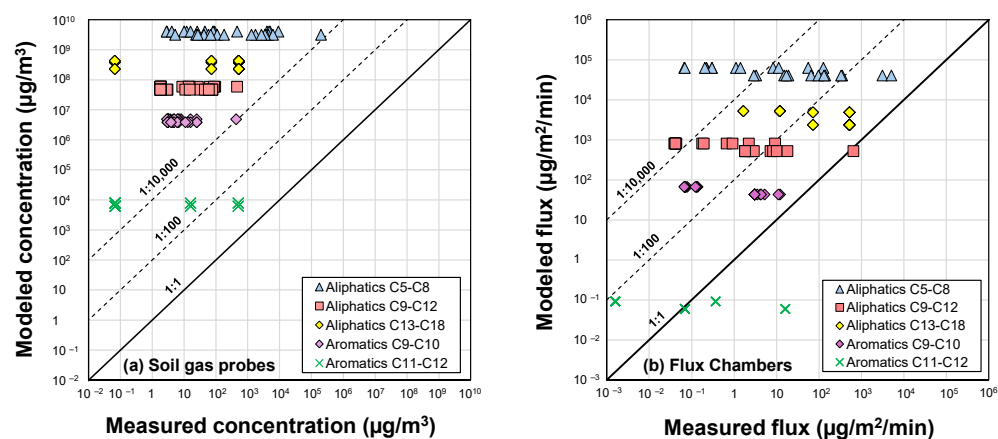 Modeled concentration (µg/m³)
10¹⁰
10⁹
10⁸
10⁷
10⁶
10⁵
10⁴
10³
10²
10
1
10⁻¹
10⁻²
1:10,000
1:100
1:1
Aliphatics C5-C8
Aliphatics C9-C12
Aliphatics C13-C18
Aromatics C9-C10
Aromatics C11-C12
(a) Soil gas probes
10⁻² 10⁻¹ 1 10 10² 10³ 10⁴ 10⁵ 10⁶ 10⁷ 10⁸ 10⁹ 10¹⁰
Measured concentration (µg/m³)
Modeled flux (µg/m²/min)
10⁶
10⁵
10⁴
10³
10²
10
1
10⁻¹
10⁻²
10⁻³
1:10,000
1:100
1:1
Aliphatics C5-C8
Aliphatics C9-C12
Aliphatics C13-C18
Aromatics C9-C10
Aromatics C11-C12
(b) Flux Chambers
10⁻³ 10⁻² 10⁻¹ 1 10 10² 10³ 10⁴ 10⁵ 10⁶
Measured flux (µg/m²/min)